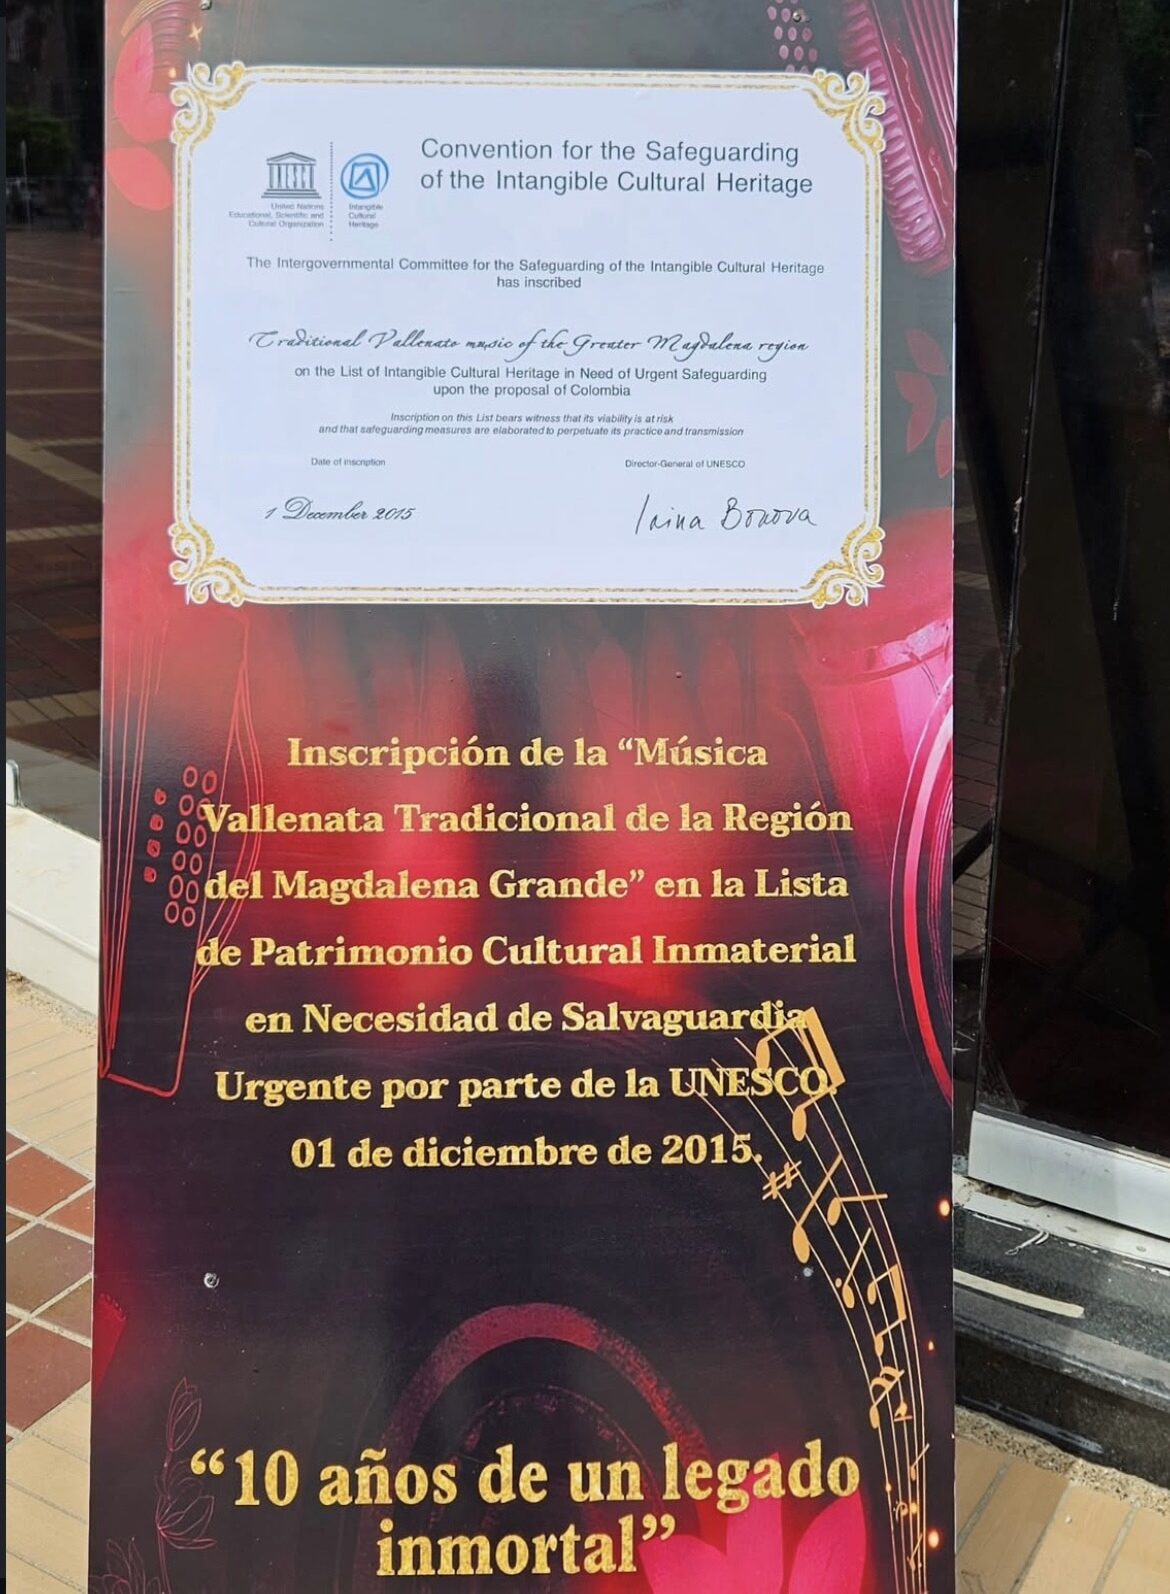 Convention for the Safeguarding
of the Intangible Cultural Heritage
United Nations
Educational, Scientific and
Cultural Organization
Intangible
Cultural
Heritage
The Intergovernmental Committee for the Safeguarding of the Intangible Cultural Heritage
has inscribed
Traditional Vallenato music of the Greater Magdalena region
on the List of Intangible Cultural Heritage in Need of Urgent Safeguarding
upon the proposal of Colombia
Inscription on this List bears witness that its viability is at risk
and that safeguarding measures are elaborated to perpetuate its practice and transmission
Date of inscription
Director-General of UNESCO
1 December 2015
Irina Bokova
Inscripción de la “Música
Vallenata Tradicional de la Región
del Magdalena Grande” en la Lista
de Patrimonio Cultural Inmaterial
en Necesidad de Salvaguardia
Urgente por parte de la UNESCO.
01 de diciembre de 2015.
“10 años de un legado
inmortal”